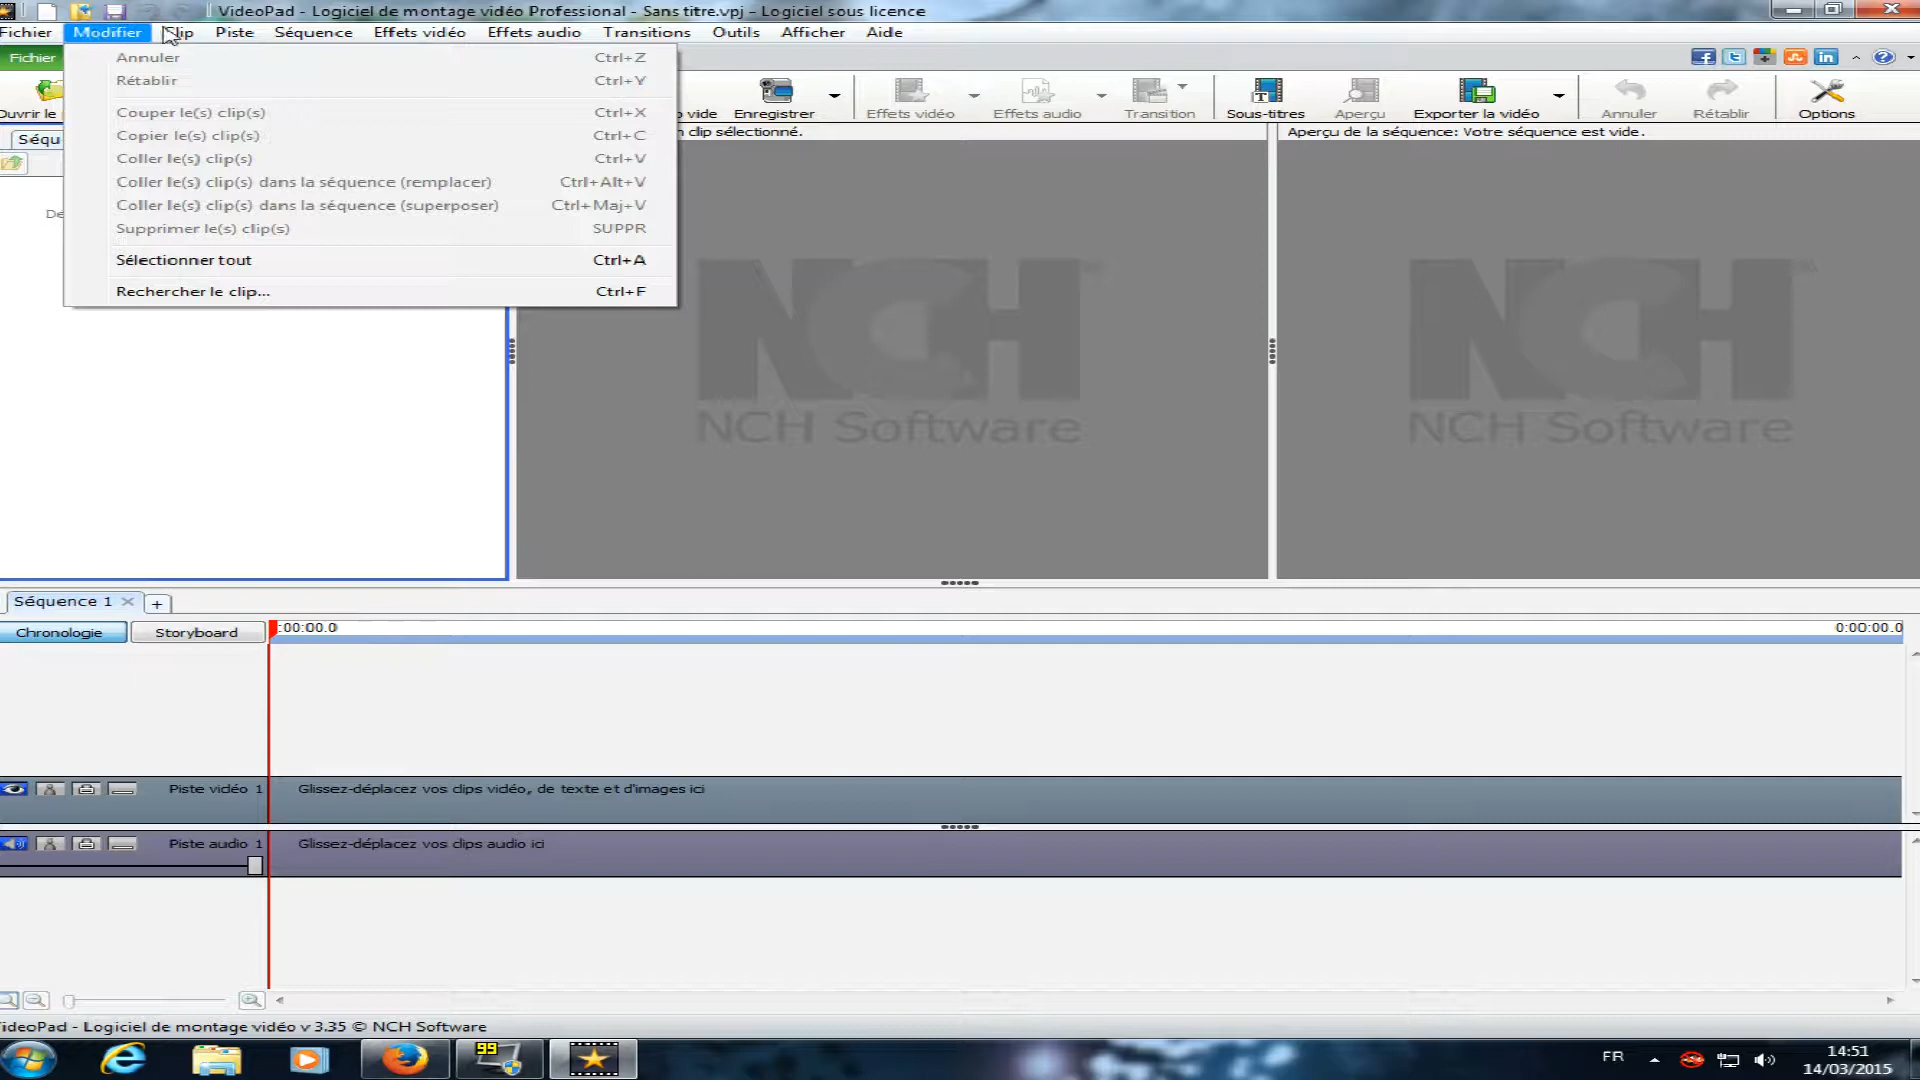 VideoPad - Logiciel de montage vidéo Professional - Sans titre.vpj - Logiciel sous licence
Fichier Modifier Clip Piste Séquence Effets vidéo Effets audio Transitions Outils Afficher Aide
Fichier
Annuler Ctrl+Z
Rétablir Ctrl+Y
Couper le(s) clip(s) Ctrl+X
Copier le(s) clip(s) Ctrl+C
Coller le(s) clip(s) Ctrl+V
Coller le(s) clip(s) dans la séquence (remplacer) Ctrl+Alt+V
Coller le(s) clip(s) dans la séquence (superposer) Ctrl+Maj+V
Supprimer le(s) clip(s) SUPPR
Sélectionner tout Ctrl+A
Rechercher le clip... Ctrl+F
Ouvrir le vide Enregistrer Effets vidéo Effets audio Transition Sous-titres Aperçu Exporter la vidéo Annuler Rétablir Options
Séqu
clip sélectionné.
Aperçu de la séquence: Votre séquence est vide.
De
NCH
NCH Software
NCH
NCH Software
Séquence 1
Chronologie Storyboard
:00:00.0 0:00:00.0
Piste vidéo 1 Glissez-déplacez vos clips vidéo, de texte et d'images ici
Piste audio 1 Glissez-déplacez vos clips audio ici
ideoPad - Logiciel de montage vidéo v 3.35 © NCH Software
99
FR
14:51
14/03/2015